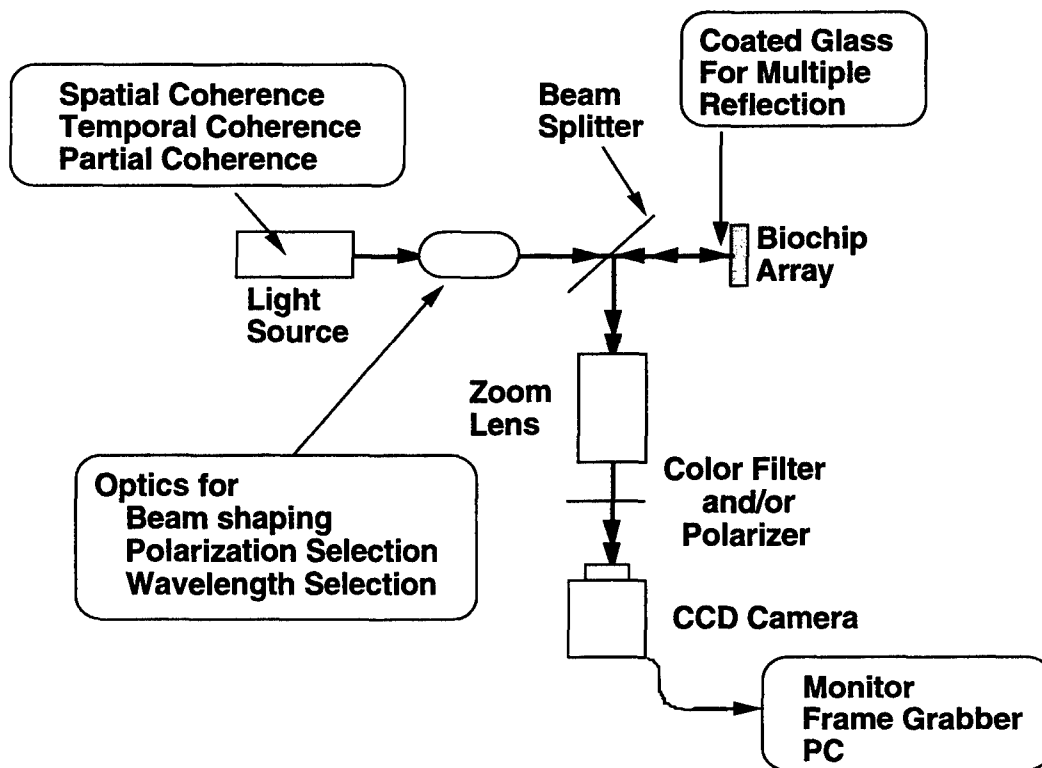 Coated Glass
For Multiple
Reflection
Spatial Coherence
Temporal Coherence
Partial Coherence
Beam
Splitter
Biochip
Array
Light
Source
Zoom
Lens
Color Filter
and/or
Polarizer
Optics for
Beam shaping
Polarization Selection
Wavelength Selection
CCD Camera
Monitor
Frame Grabber
PC